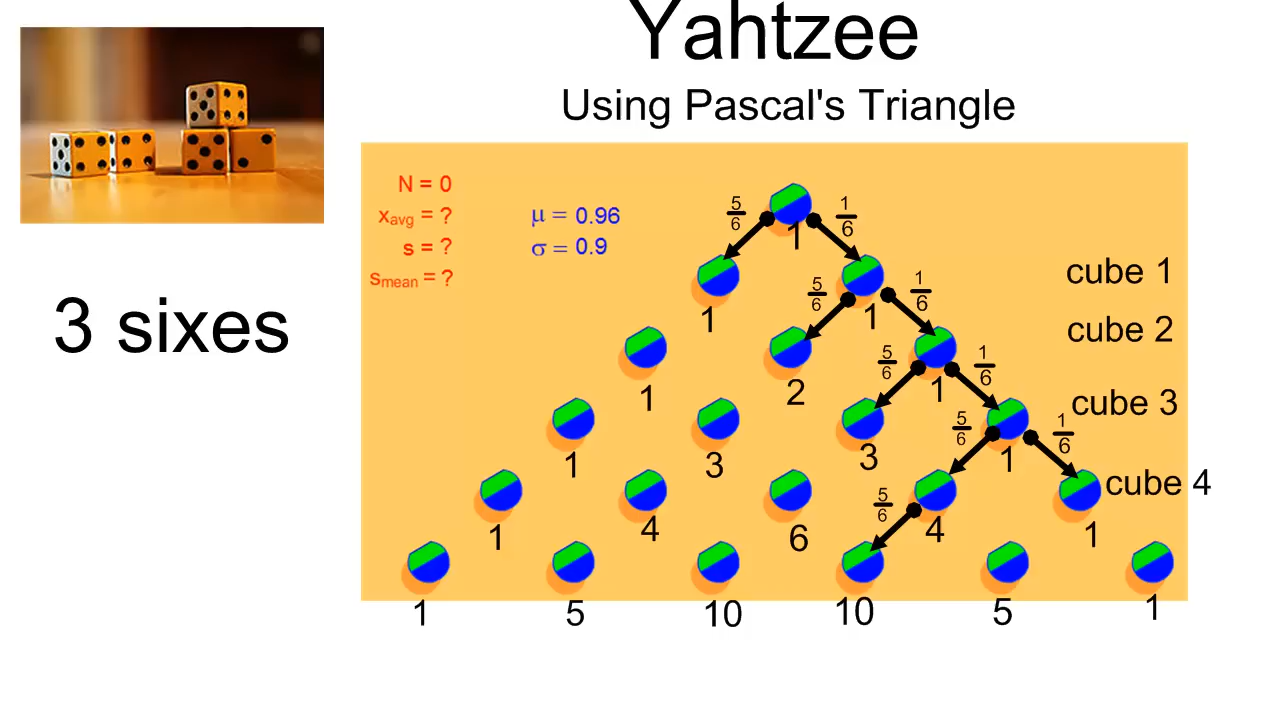 Yahtzee
Using Pascal's Triangle
N = 0
xavg = ?
s = ?
smean = ?
μ = 0.96
σ = 0.9
3 sixes
5/6 1/6
1
cube 1
5/6 1/6
1 1
cube 2
5/6 1/6
1 2 1
cube 3
5/6 1/6
1 3 3 1
cube 4
5/6
1 4 6 4 1
1 5 10 10 5 1